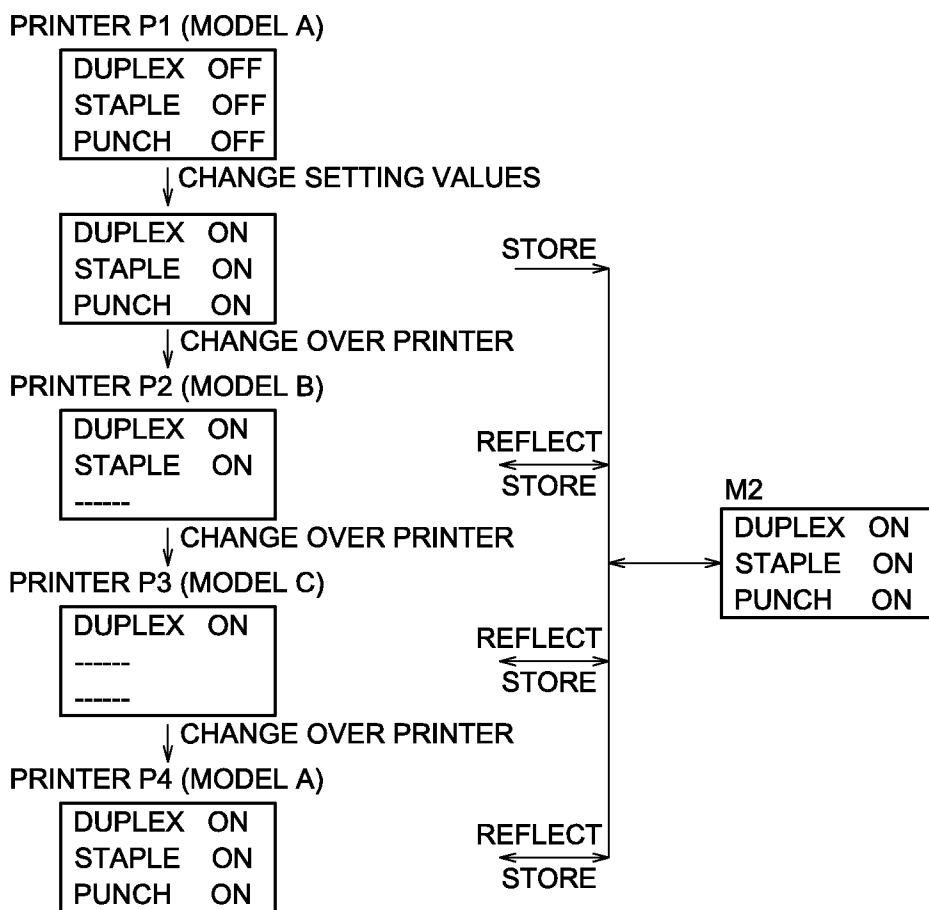 PRINTER P1 (MODEL A)
DUPLEX OFF
STAPLE OFF
PUNCH OFF
CHANGE SETTING VALUES
DUPLEX ON
STAPLE ON
PUNCH ON
STORE
CHANGE OVER PRINTER
PRINTER P2 (MODEL B)
DUPLEX ON
STAPLE ON
------
REFLECT
STORE
CHANGE OVER PRINTER
M2
DUPLEX ON
STAPLE ON
PUNCH ON
PRINTER P3 (MODEL C)
DUPLEX ON
------
------
REFLECT
STORE
CHANGE OVER PRINTER
PRINTER P4 (MODEL A)
DUPLEX ON
STAPLE ON
PUNCH ON
REFLECT
STORE